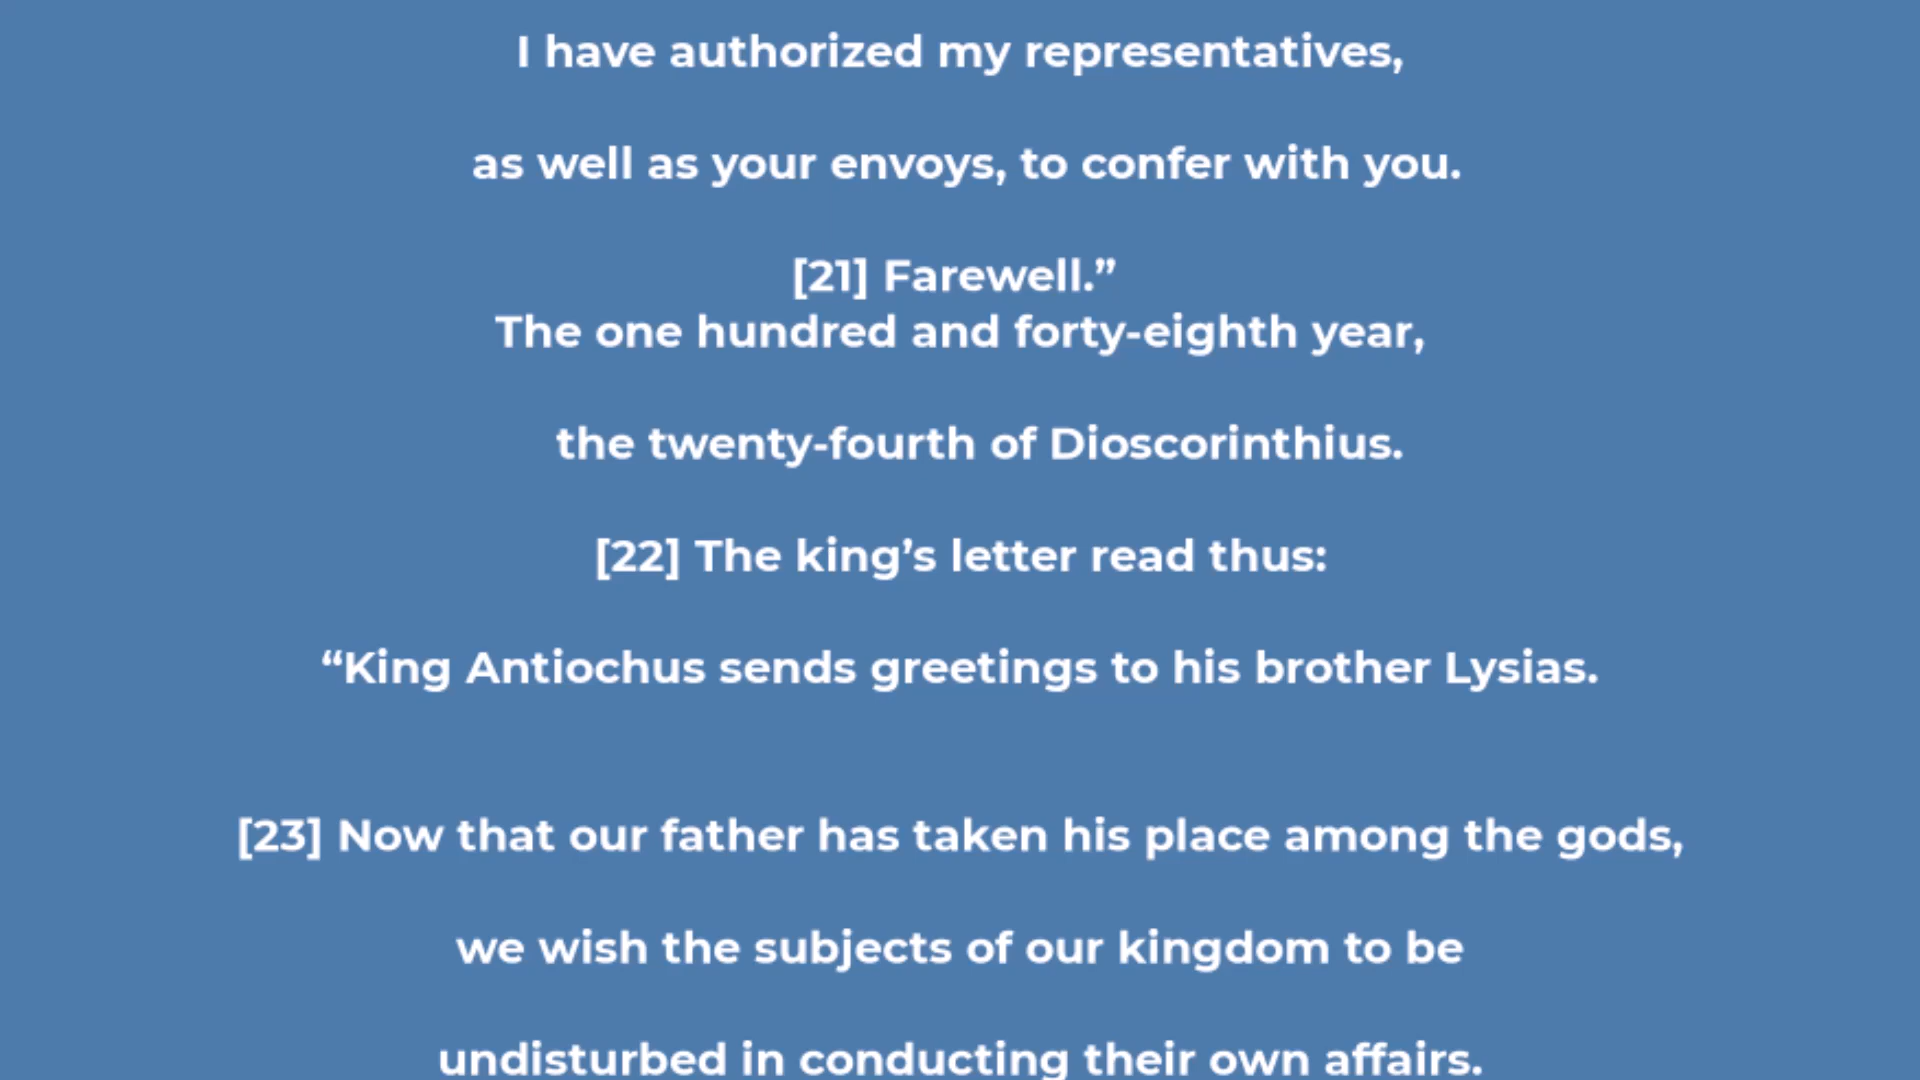 I have authorized my representatives,
as well as your envoys, to confer with you.
[21] Farewell.”
The one hundred and forty-eighth year,
the twenty-fourth of Dioscorinthius.
[22] The king’s letter read thus:
“King Antiochus sends greetings to his brother Lysias.
[23] Now that our father has taken his place among the gods,
we wish the subjects of our kingdom to be
undisturbed in conducting their own affairs.